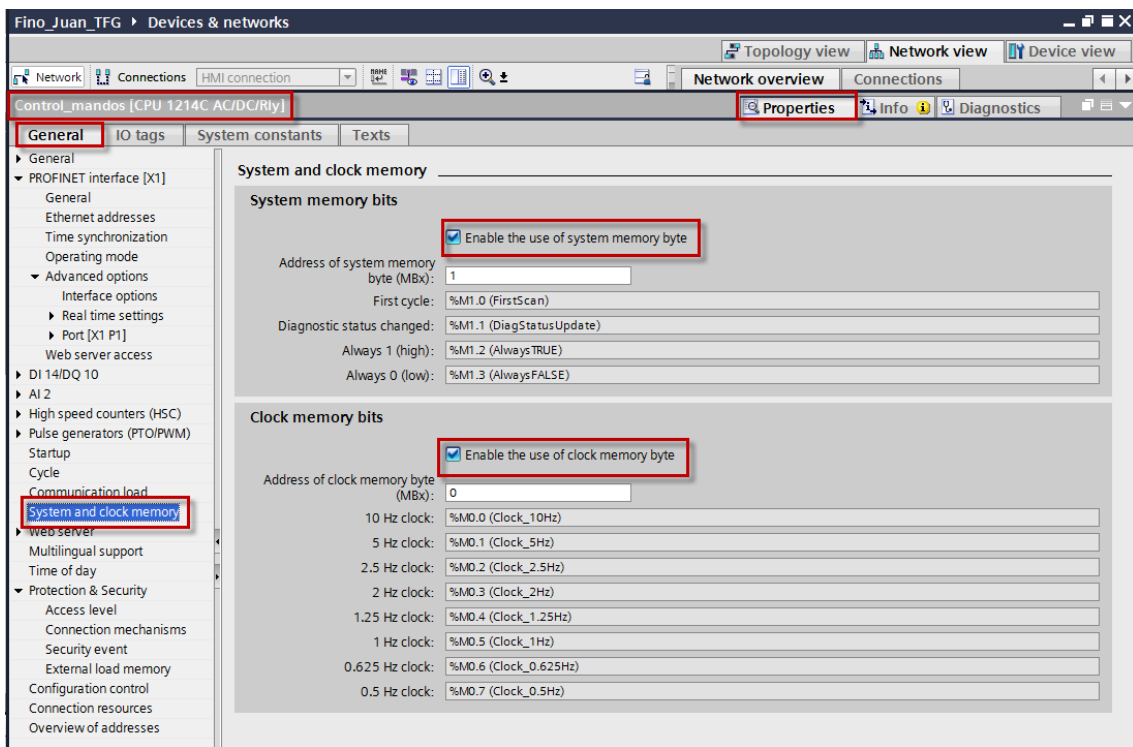 Fino_Juan_TFG ▸ Devices & networks
Topology view Network view Device view
Network Connections HMI connection Network overview Connections
Control_mandos [CPU 1214C AC/DC/Rly] Properties Info Diagnostics
General IO tags System constants Texts
General
PROFINET interface [X1]
General
Ethernet addresses
Time synchronization
Operating mode
Advanced options
Interface options
Real time settings
Port [X1 P1]
Web server access
DI 14/DQ 10
AI 2
High speed counters (HSC)
Pulse generators (PTO/PWM)
Startup
Cycle
Communication load
System and clock memory
Web server
Multilingual support
Time of day
Protection & Security
Access level
Connection mechanisms
Security event
External load memory
Configuration control
Connection resources
Overview of addresses
System and clock memory
System memory bits
Enable the use of system memory byte
Address of system memory
byte (MBx): 1
First cycle: %M1.0 (FirstScan)
Diagnostic status changed: %M1.1 (DiagStatusUpdate)
Always 1 (high): %M1.2 (AlwaysTRUE)
Always 0 (low): %M1.3 (AlwaysFALSE)
Clock memory bits
Enable the use of clock memory byte
Address of clock memory byte
(MBx): 0
10 Hz clock: %M0.0 (Clock_10Hz)
5 Hz clock: %M0.1 (Clock_5Hz)
2.5 Hz clock: %M0.2 (Clock_2.5Hz)
2 Hz clock: %M0.3 (Clock_2Hz)
1.25 Hz clock: %M0.4 (Clock_1.25Hz)
1 Hz clock: %M0.5 (Clock_1Hz)
0.625 Hz clock: %M0.6 (Clock_0.625Hz)
0.5 Hz clock: %M0.7 (Clock_0.5Hz)